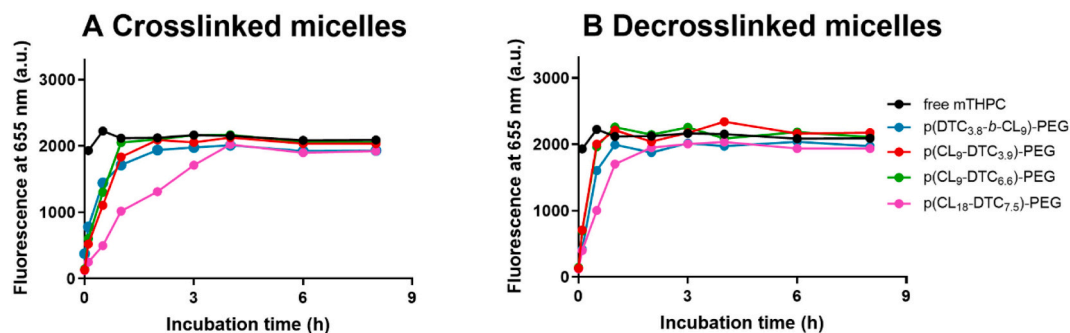 A Crosslinked micelles
Fluorescence at 655 nm (a.u.)
3000
2000
1000
0
0 3 6 9
Incubation time (h)
B Decrosslinked micelles
Fluorescence at 655 nm (a.u.)
3000
2000
1000
0
0 3 6 9
Incubation time (h)
free mTHPC
p(DTC3.8-b-CL9)-PEG
p(CL9-DTC3.9)-PEG
p(CL9-DTC6.6)-PEG
p(CL18-DTC7.5)-PEG